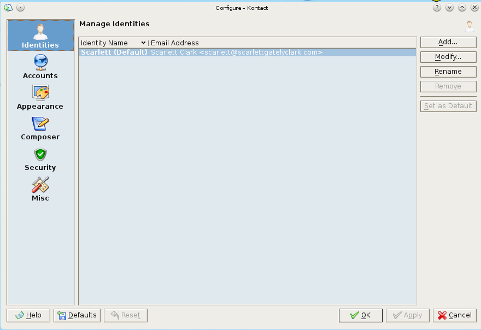 Configure - Kontact
Identities
Accounts
Appearance
Composer
Security
Misc
Manage Identities
Identity Name Email Address
Scarlett (Default) Scarlett Clark <scarlett@scarlettgatelyclark.com>
Add...
Modify...
Rename
Remove
Set as Default
Help
Defaults
Reset
OK
Apply
Cancel